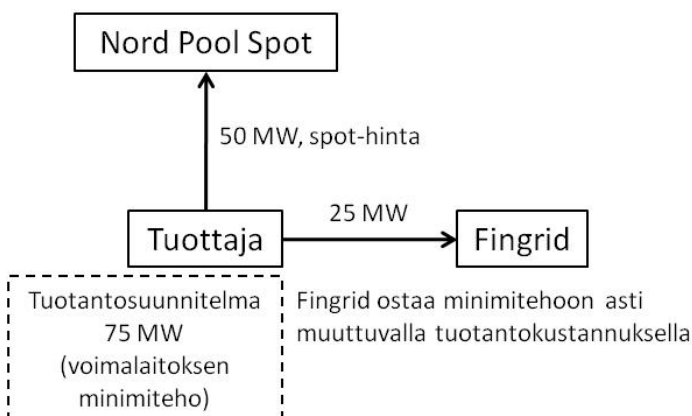 Nord Pool Spot
50 MW, spot-hinta
25 MW
Tuottaja
Fingrid
Tuotantosuunnitelma
75 MW
(voimalaitoksen
minimiteho)
Fingrid ostaa minimitehoon asti
muuttuvalla tuotantokustannuksella